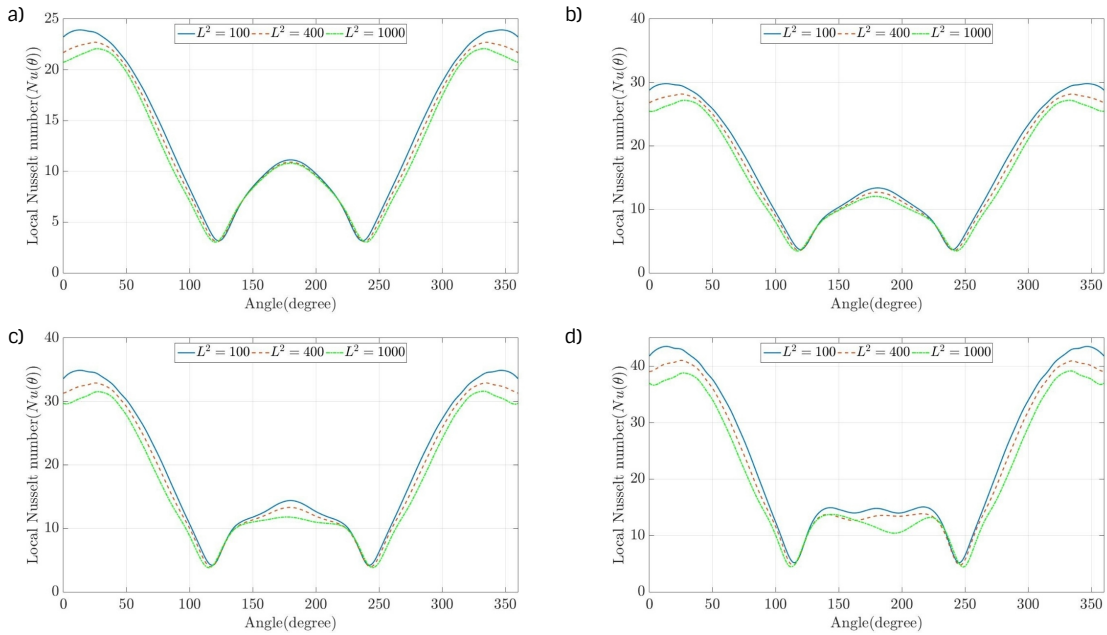 a)
L² = 100 L² = 400 L² = 1000
Local Nusselt number(Nu(θ))
25
20
15
10
5
0
0 50 100 150 200 250 300 350
Angle(degree)
b)
L² = 100 L² = 400 L² = 1000
Local Nusselt number(Nu(θ))
40
30
20
10
0
0 50 100 150 200 250 300 350
Angle(degree)
c)
L² = 100 L² = 400 L² = 1000
Local Nusselt number(Nu(θ))
40
30
20
10
0
0 50 100 150 200 250 300 350
Angle(degree)
d)
L² = 100 L² = 400 L² = 1000
Local Nusselt number(Nu(θ))
40
30
20
10
0
0 50 100 150 200 250 300 350
Angle(degree)